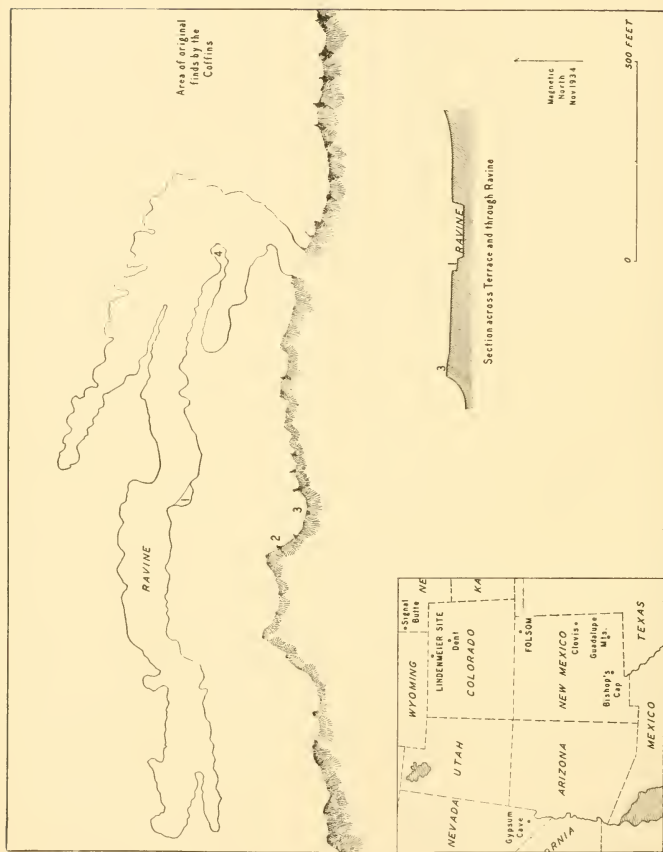 Area of original
finds by the
Coffins
RAVINE
1
2
3
4
3
1
RAVINE
Section across Terrace and through Ravine
Magnetic
North
Nov 1934
0
500 FEET
WYOMING
Signal
Butte
NE
NEVADA
UTAH
LINDENMEIER SITE
Dent
COLORADO
KA
Gypsum
Cave
ARIZONA
FOLSOM
NEW MEXICO
Clovis
Guadalupe
Mts.
Bishop's
Cap
TEXAS
MEXICO
ORNIA